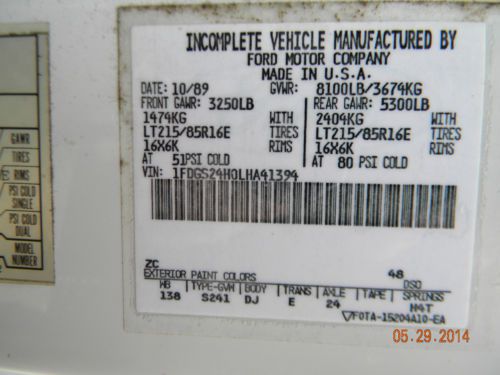 INCOMPLETE VEHICLE MANUFACTURED BY
FORD MOTOR COMPANY
MADE IN U.S.A.
DATE: 10/89 GVWR: 8100LB/3674KG
FRONT GAWR: 3250LB REAR GAWR: 5300LB
1474KG WITH 2404KG WITH
LT215/85R16E TIRES LT215/85R16E TIRES
16X6K RIMS 16X6K RIMS
AT 51 PSI COLD AT 80 PSI COLD
VIN: 1FDGS24H0LHA41394
ZC 48
EXTERIOR PAINT COLORS DSO
WB TYPE-GVW BODY TRANS AXLE TAPE SPRINGS
138 S241 DJ E 24 H4T
F0TA-15204A10-EA
GAWR
TIRES
RIMS
PSI COLD
SINGLE
PSI COLD
DUAL
MODEL
NUMBER
05.29.2014